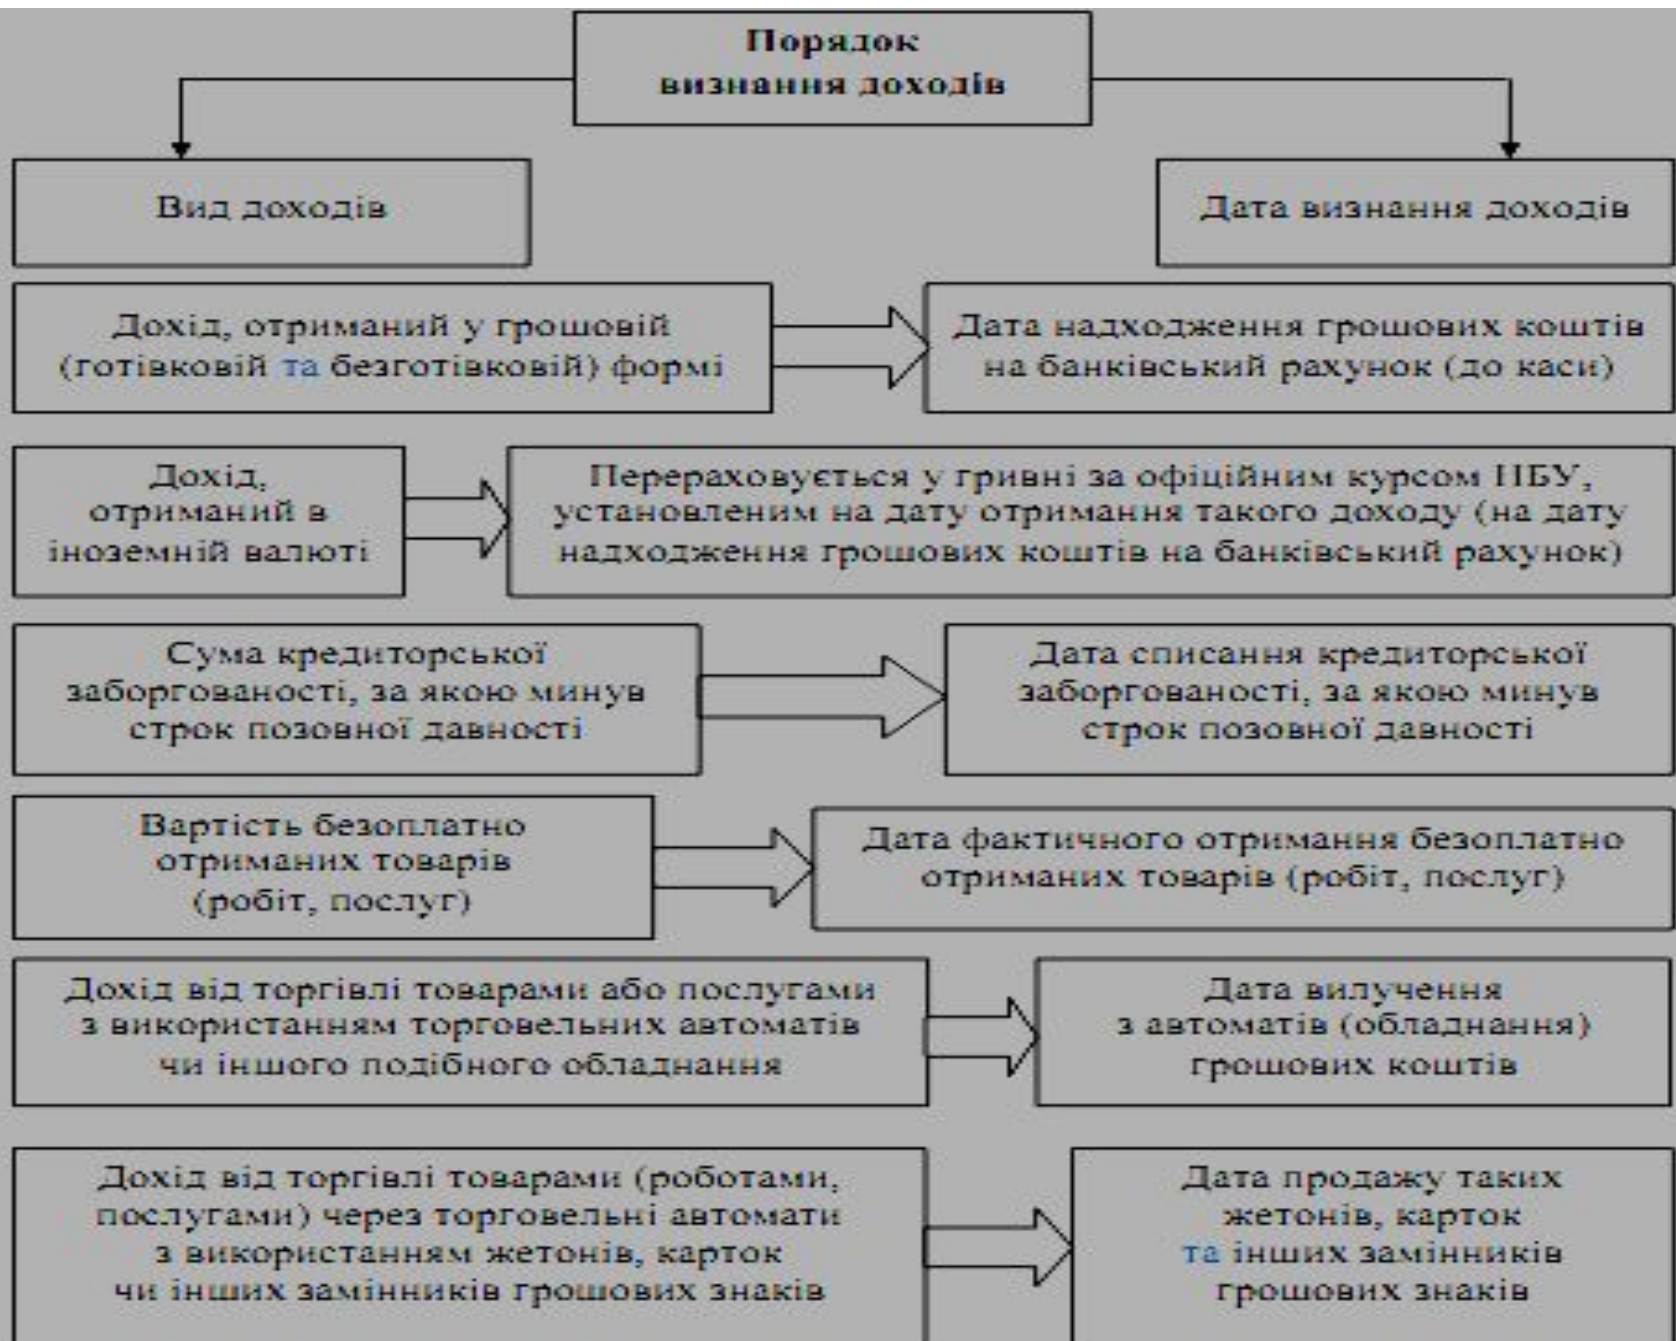 Порядок
визнання доходів
Вид доходів
Дата визнання доходів
Дохід, отриманий у грошовій
(готівковій та безготівковій) формі
Дата надходження грошових коштів
на банківський рахунок (до каси)
Дохід,
отриманий в
іноземній валюті
Перераховується у гривні за офіційним курсом НБУ,
установленим на дату отримання такого доходу (на дату
надходження грошових коштів на банківський рахунок)
Сума кредиторської
заборгованості, за якою минув
строк позовної давності
Дата списання кредиторської
заборгованості, за якою минув
строк позовної давності
Вартість безоплатно
отриманих товарів
(робіт, послуг)
Дата фактичного отримання безоплатно
отриманих товарів (робіт, послуг)
Дохід від торгівлі товарами або послугами
з використанням торговельних автоматів
чи іншого подібного обладнання
Дата вилучення
з автоматів (обладнання)
грошових коштів
Дохід від торгівлі товарами (роботами,
послугами) через торговельні автомати
з використанням жетонів, карток
чи інших замінників грошових знаків
Дата продажу таких
жетонів, карток
та інших замінників
грошових знаків